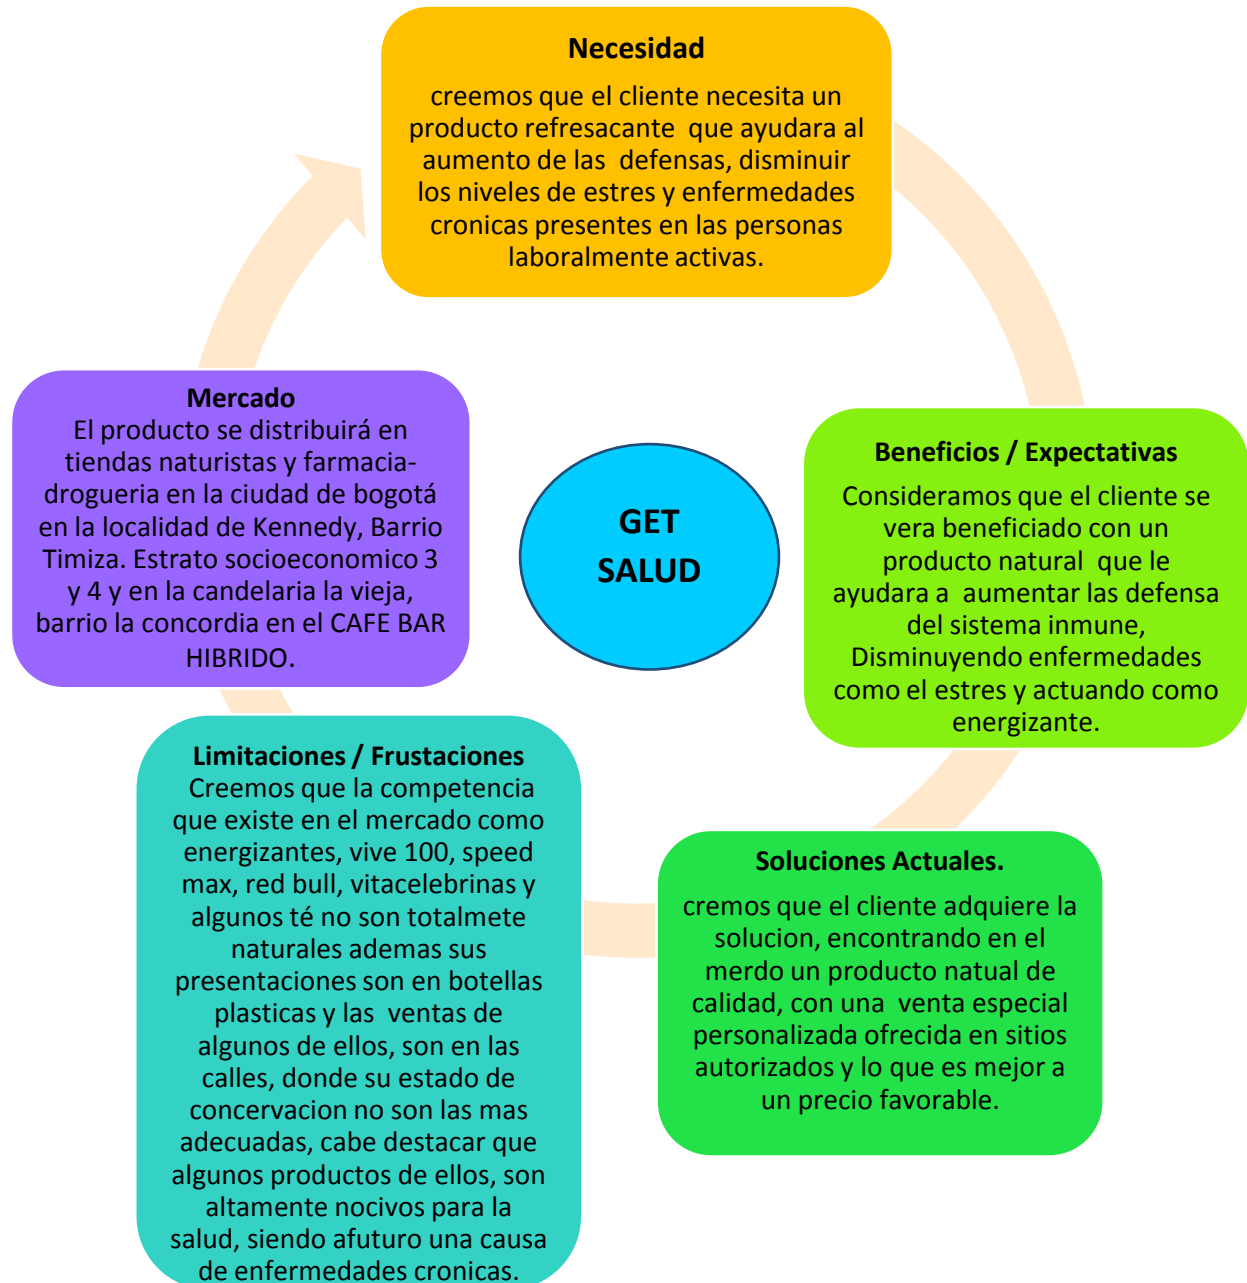 Necesidad
creemos que el cliente necesita un
producto refresacante que ayudara al
aumento de las defensas, disminuir
los niveles de estres y enfermedades
cronicas presentes en las personas
laboralmente activas.
Beneficios / Expectativas
Consideramos que el cliente se
vera beneficiado con un
producto natural que le
ayudara a aumentar las defensa
del sistema inmune,
Disminuyendo enfermedades
como el estres y actuando como
energizante.
Soluciones Actuales.
cremos que el cliente adquiere la
solucion, encontrando en el
merdo un producto natual de
calidad, con una venta especial
personalizada ofrecida en sitios
autorizados y lo que es mejor a
un precio favorable.
Limitaciones / Frustaciones
Creemos que la competencia
que existe en el mercado como
energizantes, vive 100, speed
max, red bull, vitacelebrinas y
algunos té no son totalmete
naturales ademas sus
presentaciones son en botellas
plasticas y las ventas de
algunos de ellos, son en las
calles, donde su estado de
concervacion no son las mas
adecuadas, cabe destacar que
algunos productos de ellos, son
altamente nocivos para la
salud, siendo afuturo una causa
de enfermedades cronicas.
Mercado
El producto se distribuirá en
tiendas naturistas y farmacia-
drogueria en la ciudad de bogotá
en la localidad de Kennedy, Barrio
Timiza. Estrato socioeconomico 3
y 4 y en la candelaria la vieja,
barrio la concordia en el CAFE BAR
HIBRIDO.
GET
SALUD